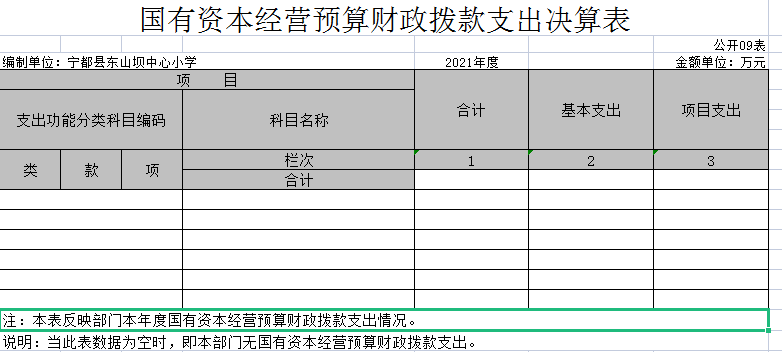 国有资本经营预算财政拨款支出决算表
公开09表
编制单位：宁都县东山坝中心小学 2021年度 金额单位：万元
项 目 合计 基本支出 项目支出
支出功能分类科目编码 科目名称
类 款 项 栏次 1 2 3
合计
注：本表反映部门本年度国有资本经营预算财政拨款支出情况。
说明：当此表数据为空时，即本部门无国有资本经营预算财政拨款支出。